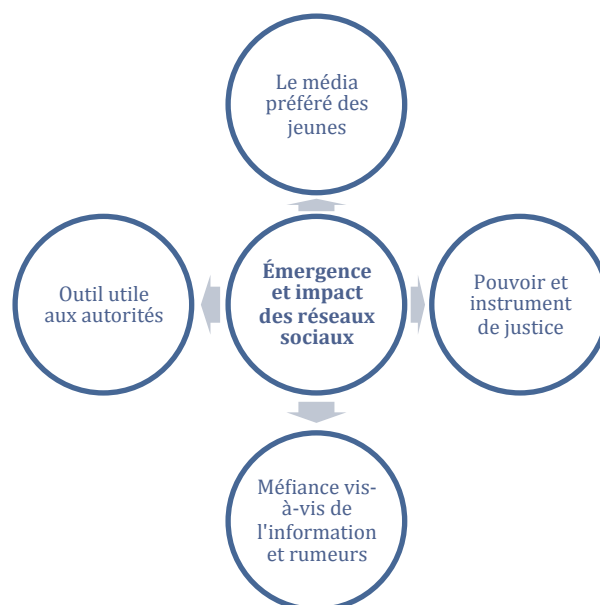 Le média
préféré des
jeunes
Outil utile
aux autorités
Émergence
et impact
des réseaux
sociaux
Pouvoir et
instrument
de justice
Méfiance vis-
à-vis de
l'information
et rumeurs